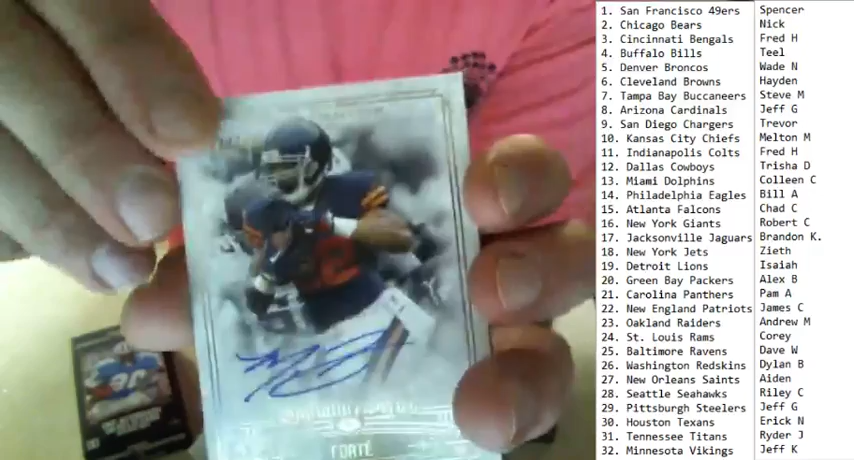 1. San Francisco 49ers Spencer
2. Chicago Bears Nick
3. Cincinnati Bengals Fred H
4. Buffalo Bills Teel
5. Denver Broncos Wade N
6. Cleveland Browns Hayden
7. Tampa Bay Buccaneers Steve M
8. Arizona Cardinals Jeff G
9. San Diego Chargers Trevor
10. Kansas City Chiefs Melton M
11. Indianapolis Colts Fred H
12. Dallas Cowboys Trisha D
13. Miami Dolphins Colleen C
14. Philadelphia Eagles Bill A
15. Atlanta Falcons Chad C
16. New York Giants Robert C
17. Jacksonville Jaguars Brandon K.
18. New York Jets Zieth
19. Detroit Lions Isaiah
20. Green Bay Packers Alex B
21. Carolina Panthers Pam A
22. New England Patriots James C
23. Oakland Raiders Andrew M
24. St. Louis Rams Corey
25. Baltimore Ravens Dave W
26. Washington Redskins Dylan B
27. New Orleans Saints Aiden
28. Seattle Seahawks Riley C
29. Pittsburgh Steelers Jeff G
30. Houston Texans Erick N
31. Tennessee Titans Ryder J
32. Minnesota Vikings Jeff K
FORTÉ